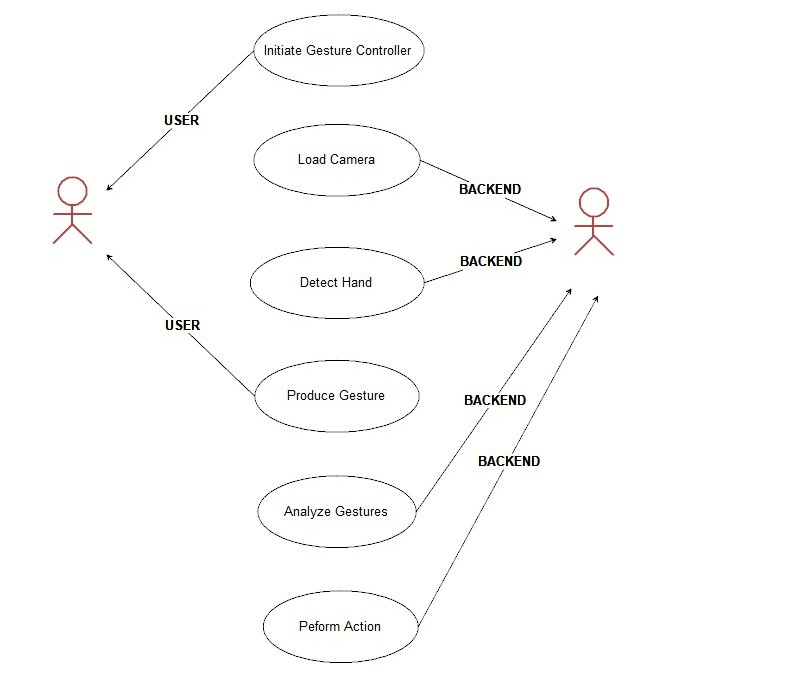 Initiate Gesture Controller
USER
Load Camera
BACKEND
BACKEND
Detect Hand
USER
Produce Gesture
BACKEND
BACKEND
Analyze Gestures
Peform Action